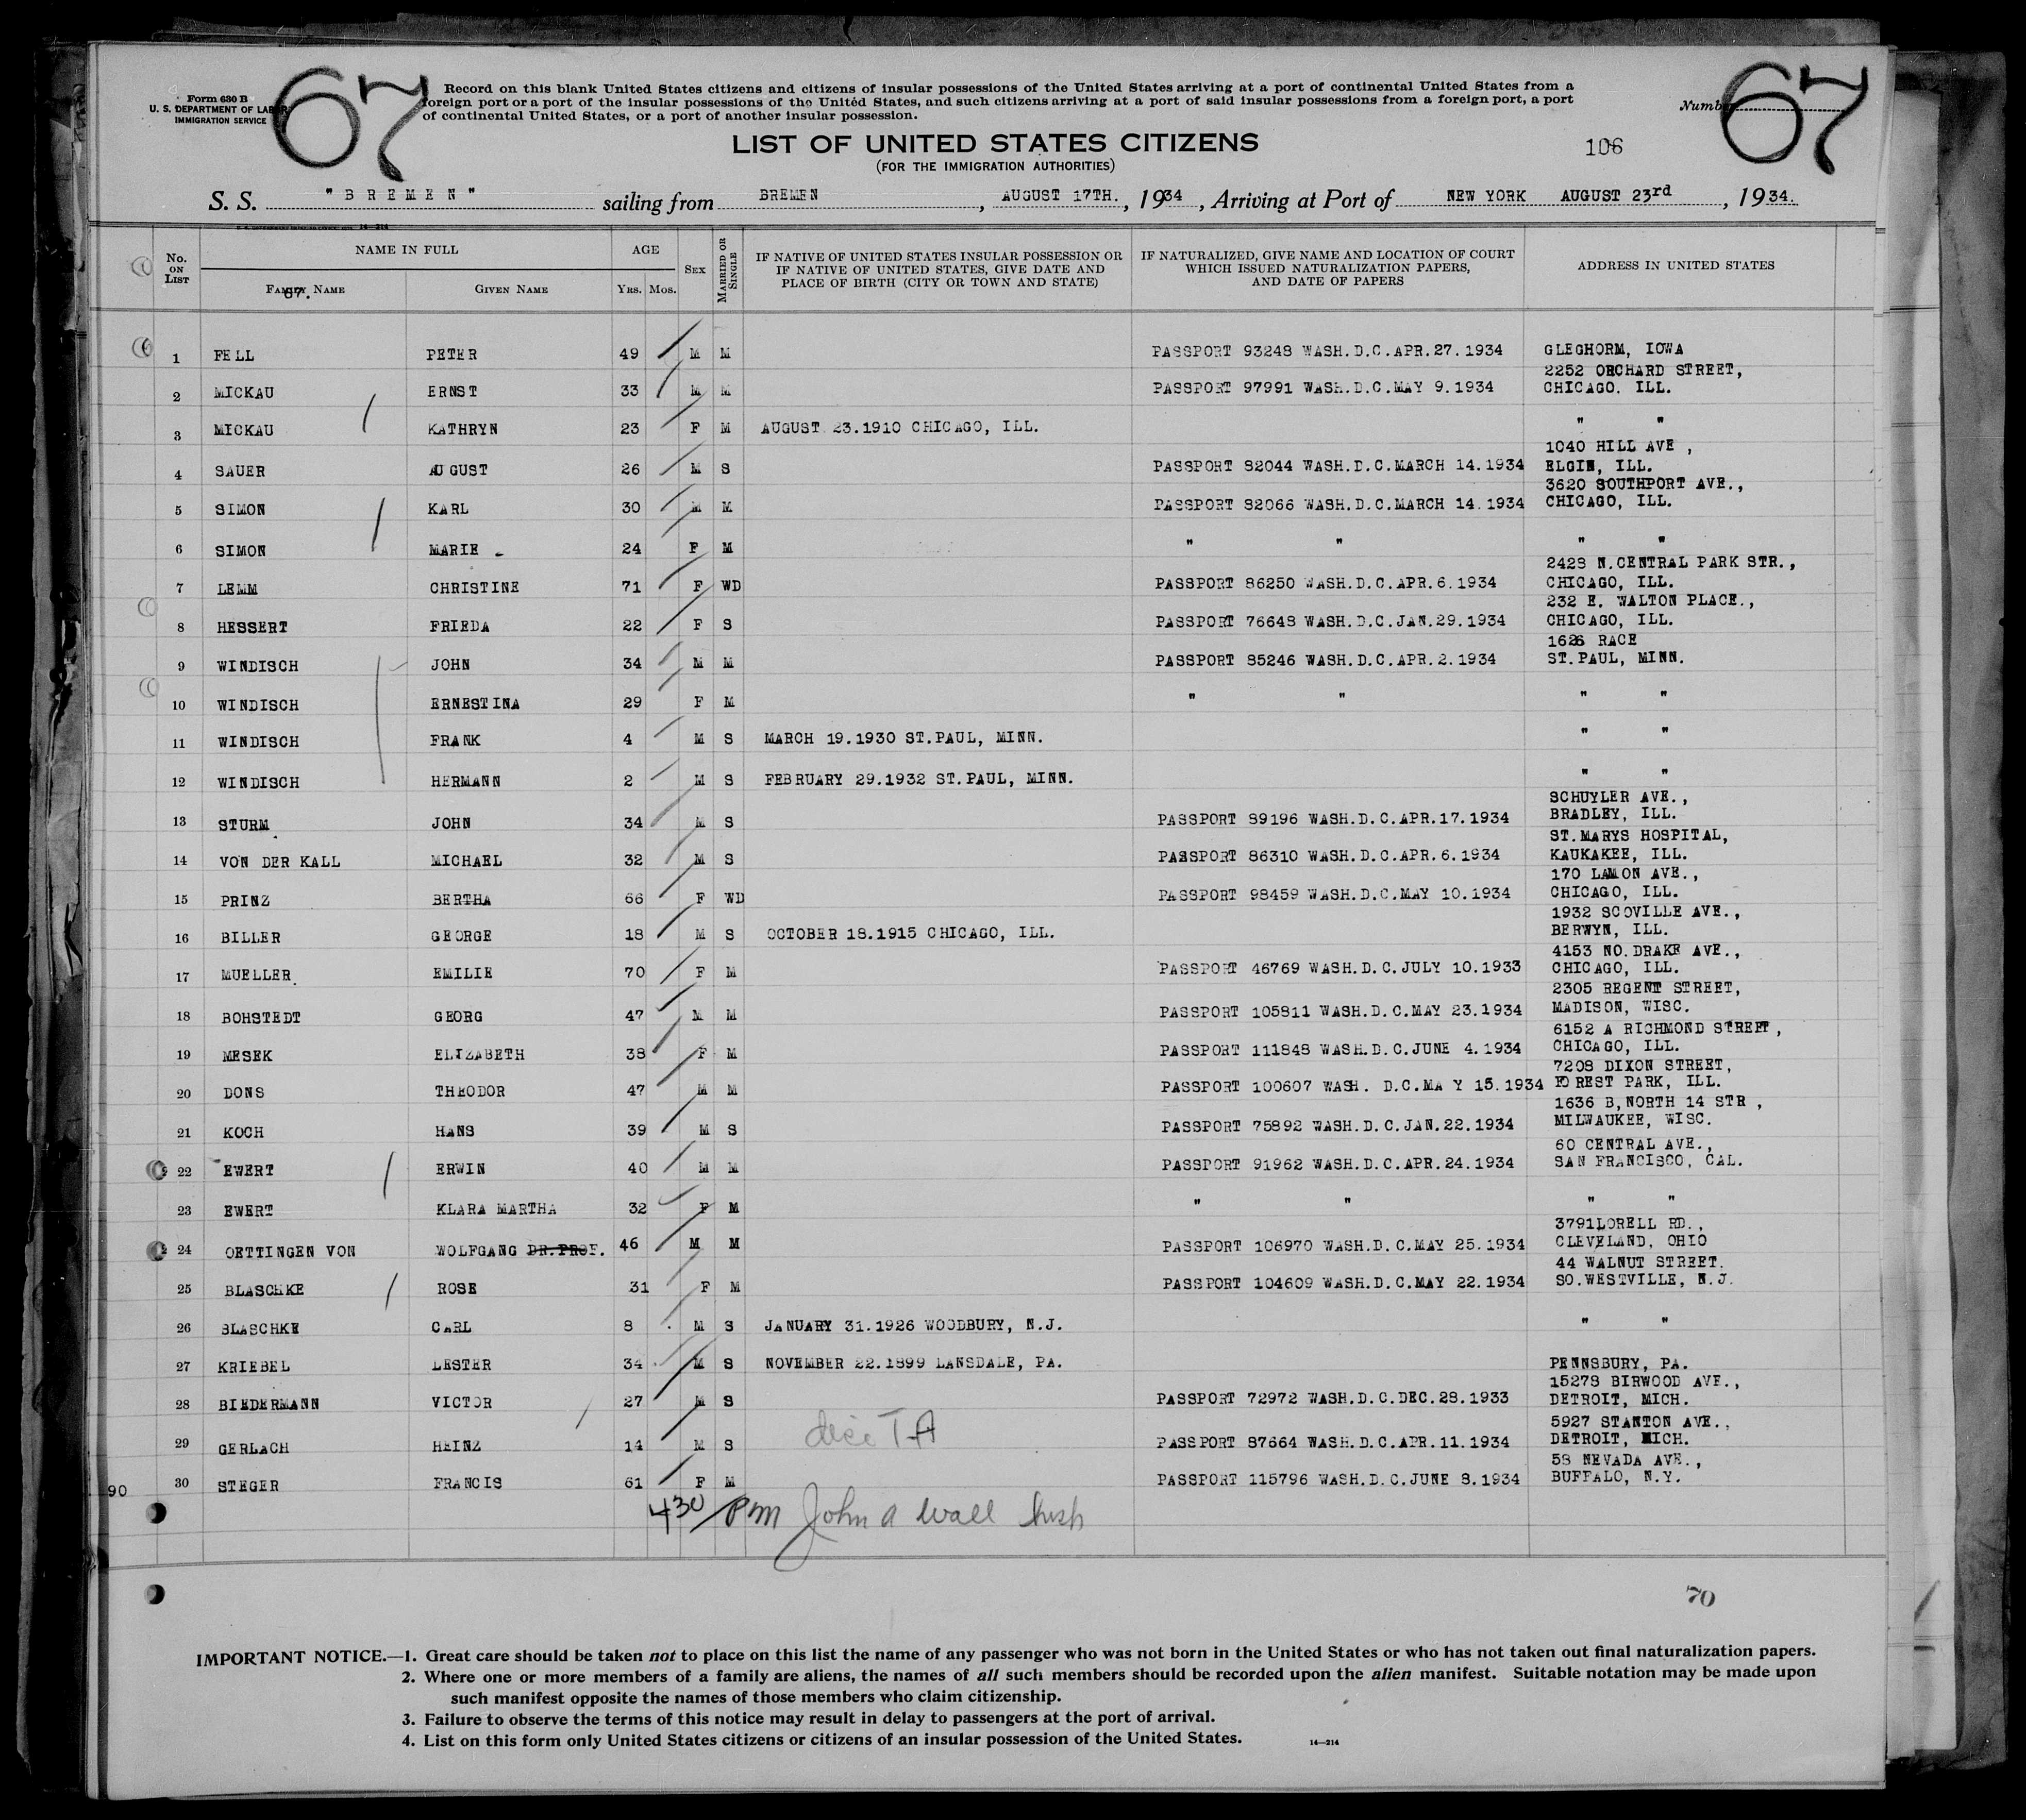 67
67
Form 630 B
U. S. DEPARTMENT OF LABOR
IMMIGRATION SERVICE
Record on this blank United States citizens and citizens of insular possessions of the United States arriving at a port of continental United States from a
foreign port or a port of the insular possessions of the United States, and such citizens arriving at a port of said insular possessions from a foreign port, a port
of continental United States, or a port of another insular possession.
Number
LIST OF UNITED STATES CITIZENS
(FOR THE IMMIGRATION AUTHORITIES)
106
S. S. "BREMEN" sailing from BREMEN, AUGUST 17TH., 1934, Arriving at Port of NEW YORK AUGUST 23rd, 1934.
No. ON LIST
NAME IN FULL
FAMILY NAME
67.
GIVEN NAME
AGE
YRS. MOS.
SEX
MARRIED OR SINGLE
IF NATIVE OF UNITED STATES INSULAR POSSESSION OR
IF NATIVE OF UNITED STATES, GIVE DATE AND
PLACE OF BIRTH (CITY OR TOWN AND STATE)
IF NATURALIZED, GIVE NAME AND LOCATION OF COURT
WHICH ISSUED NATURALIZATION PAPERS,
AND DATE OF PAPERS
ADDRESS IN UNITED STATES
1 FELL PETER 49 M M PASSPORT 93248 WASH.D.C.APR.27.1934 GLEGHORM, IOWA
2252 ORCHARD STREET,
2 MICKAU ERNST 33 M M PASSPORT 97991 WASH.D.C.MAY 9.1934 CHICAGO. ILL.
3 MICKAU KATHRYN 23 F M AUGUST 23.1910 CHICAGO, ILL. " "
1040 HILL AVE ,
4 SAUER AUGUST 26 M S PASSPORT 82044 WASH.D.C.MARCH 14.1934 ELGIN, ILL.
3620 SOUTHPORT AVE.,
5 SIMON KARL 30 M M PASSPORT 82066 WASH.D.C.MARCH 14.1934 CHICAGO, ILL.
6 SIMON MARIE 24 F M " " " "
2428 N.CENTRAL PARK STR.,
7 LEMM CHRISTINE 71 F WD PASSPORT 86250 WASH.D.C.APR.6.1934 CHICAGO, ILL.
232 E. WALTON PLACE.,
8 HESSERT FRIEDA 22 F S PASSPORT 76648 WASH.D.C.JAN.29.1934 CHICAGO, ILL.
1626 RACE
9 WINDISCH JOHN 34 M M PASSPORT 85246 WASH.D.C.APR.2.1934 ST.PAUL, MINN.
10 WINDISCH ERNESTINA 29 F M " " " "
11 WINDISCH FRANK 4 M S MARCH 19.1930 ST.PAUL, MINN. " "
12 WINDISCH HERMANN 2 M S FEBRUARY 29.1932 ST.PAUL, MINN. " "
SCHUYLER AVE.,
13 STURM JOHN 34 M S PASSPORT 89196 WASH.D.C.APR.17.1934 BRADLEY, ILL.
ST.MARYS HOSPITAL,
14 VON DER KALL MICHAEL 32 M S PASSPORT 86310 WASH.D.C.APR.6.1934 KAUKAKEE, ILL.
170 LAMON AVE.,
15 PRINZ BERTHA 66 F WD PASSPORT 98459 WASH.D.C.MAY 10.1934 CHICAGO, ILL.
1932 SCOVILLE AVE.,
16 BILLER GEORGE 18 M S OCTOBER 18.1915 CHICAGO, ILL. BERWYN, ILL.
4153 NO.DRAKE AVE.,
17 MUELLER EMILIE 70 F M PASSPORT 46769 WASH.D.C.JULY 10.1933 CHICAGO, ILL.
2305 REGENT STREET,
18 BOHSTEDT GEORG 47 M M PASSPORT 105811 WASH.D.C.MAY 23.1934 MADISON, WISC.
6152 A RICHMOND STREET,
19 MESEK ELIZABETH 38 F M PASSPORT 111848 WASH.D.C.JUNE 4.1934 CHICAGO, ILL.
7208 DIXON STREET,
20 DONS THEODOR 47 M M PASSPORT 100607 WASH. D.C.MA Y 15.1934 FOREST PARK, ILL.
1636 B,NORTH 14 STR ,
21 KOCH HANS 39 M S PASSPORT 75892 WASH.D.C.JAN.22.1934 MILWAUKEE, WISC.
60 CENTRAL AVE.,
22 EWERT ERWIN 40 M M PASSPORT 91962 WASH.D.C.APR.24.1934 SAN FRANCISCO, CAL.
23 EWERT KLARA MARTHA 32 F M " " " "
3791LORELL RD.,
24 OETTINGEN VON WOLFGANG DR.PROF. 46 M M PASSPORT 106970 WASH.D.C.MAY 25.1934 CLEVELAND, OHIO
44 WALNUT STREET.
25 BLASCHKE ROSE 31 F M PASSPORT 104609 WASH.D.C.MAY 22.1934 SO.WESTVILLE, N.J.
26 BLASCHKE CARL 8 M S JANUARY 31.1926 WOODBURY, N.J. " "
27 KRIEBEL LESTER 34 M S NOVEMBER 22.1899 LANSDALE, PA. PENNSBURY, PA.
15278 BIRWOOD AVE.,
28 BIEDERMANN VICTOR 27 M S PASSPORT 72972 WASH.D.C.DEC.28.1933 DETROIT, MICH.
5927 STANTON AVE.,
29 GERLACH HEINZ 14 M S PASSPORT 87664 WASH.D.C.APR.11.1934 DETROIT, MICH.
58 NEVADA AVE.,
30 STEGER FRANCIS 61 F M PASSPORT 115796 WASH.D.C.JUNE 8.1934 BUFFALO, N.Y.
90
430 PM John A Wall Insp
70
IMPORTANT NOTICE.—1. Great care should be taken not to place on this list the name of any passenger who was not born in the United States or who has not taken out final naturalization papers.
2. Where one or more members of a family are aliens, the names of all such members should be recorded upon the alien manifest. Suitable notation may be made upon
such manifest opposite the names of those members who claim citizenship.
3. Failure to observe the terms of this notice may result in delay to passengers at the port of arrival.
4. List on this form only United States citizens or citizens of an insular possession of the United States.
14—214